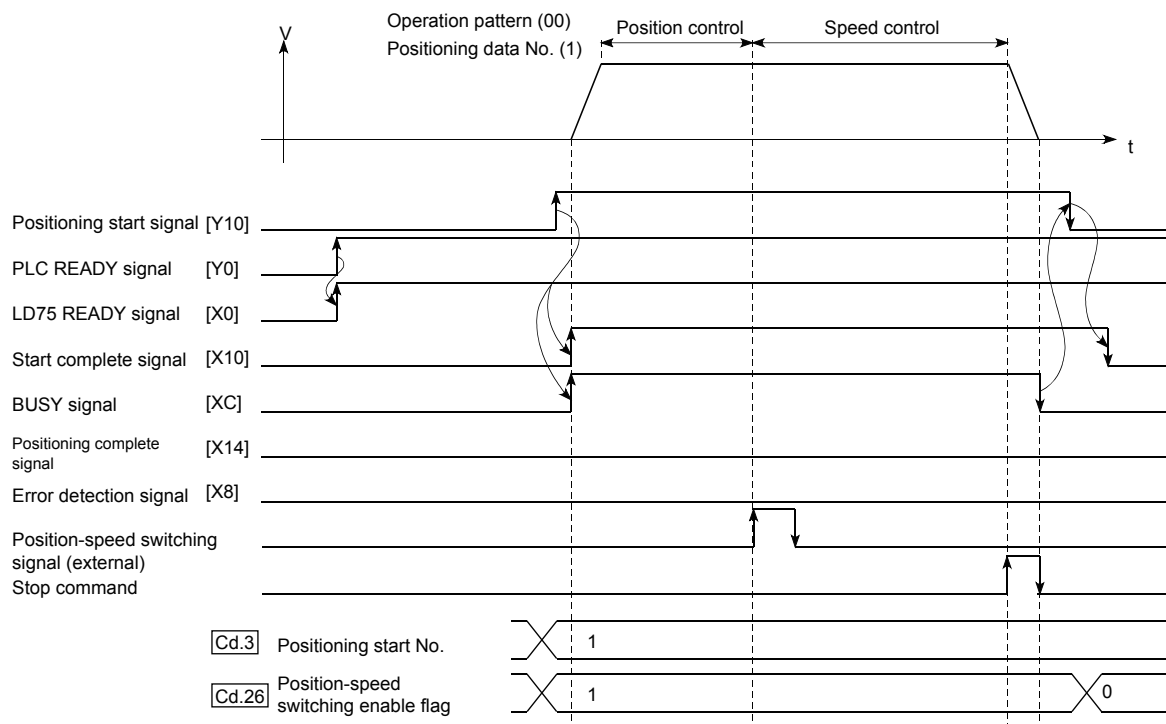 Operation pattern (00)
Positioning data No. (1)
Position control
Speed control
V
t
Positioning start signal [Y10]
PLC READY signal [Y0]
LD75 READY signal [X0]
Start complete signal [X10]
BUSY signal [XC]
Positioning complete
signal
[X14]
Error detection signal [X8]
Position-speed switching
signal (external)
Stop command
Cd.3 Positioning start No. 1
Cd.26 Position-speed
switching enable flag
1 0